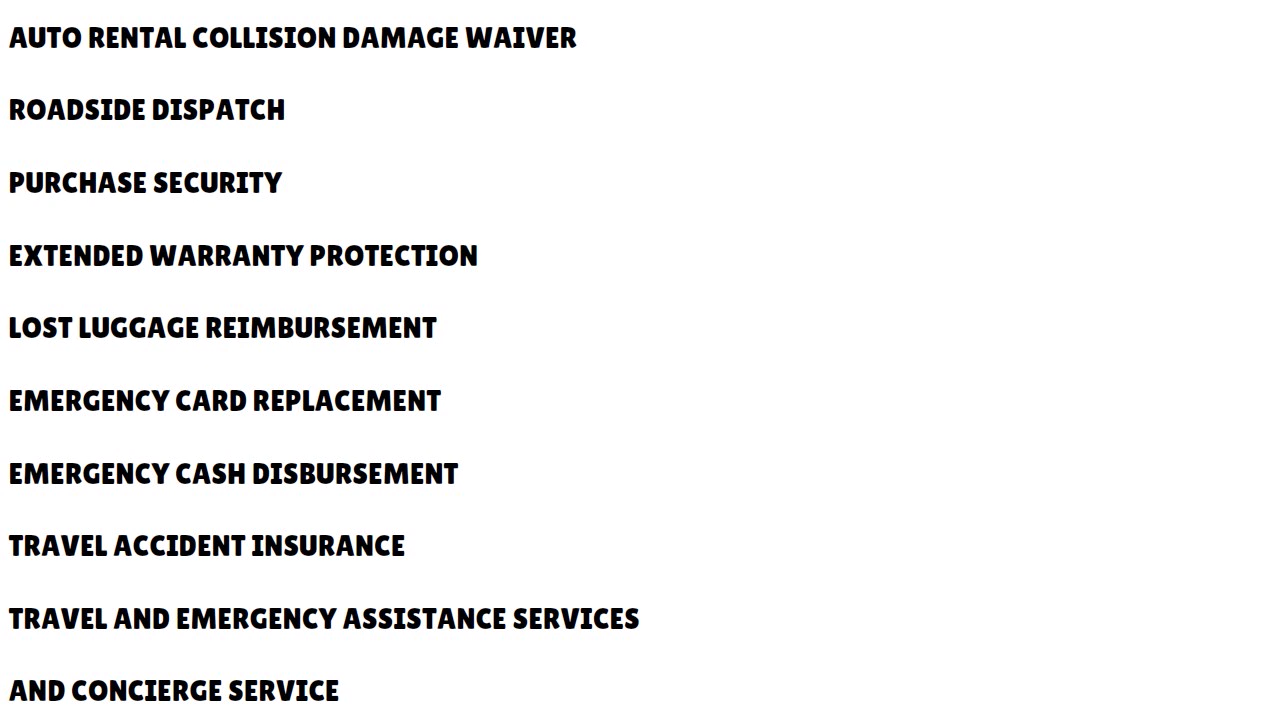 AUTO RENTAL COLLISION DAMAGE WAIVER
ROADSIDE DISPATCH
PURCHASE SECURITY
EXTENDED WARRANTY PROTECTION
LOST LUGGAGE REIMBURSEMENT
EMERGENCY CARD REPLACEMENT
EMERGENCY CASH DISBURSEMENT
TRAVEL ACCIDENT INSURANCE
TRAVEL AND EMERGENCY ASSISTANCE SERVICES
AND CONCIERGE SERVICE